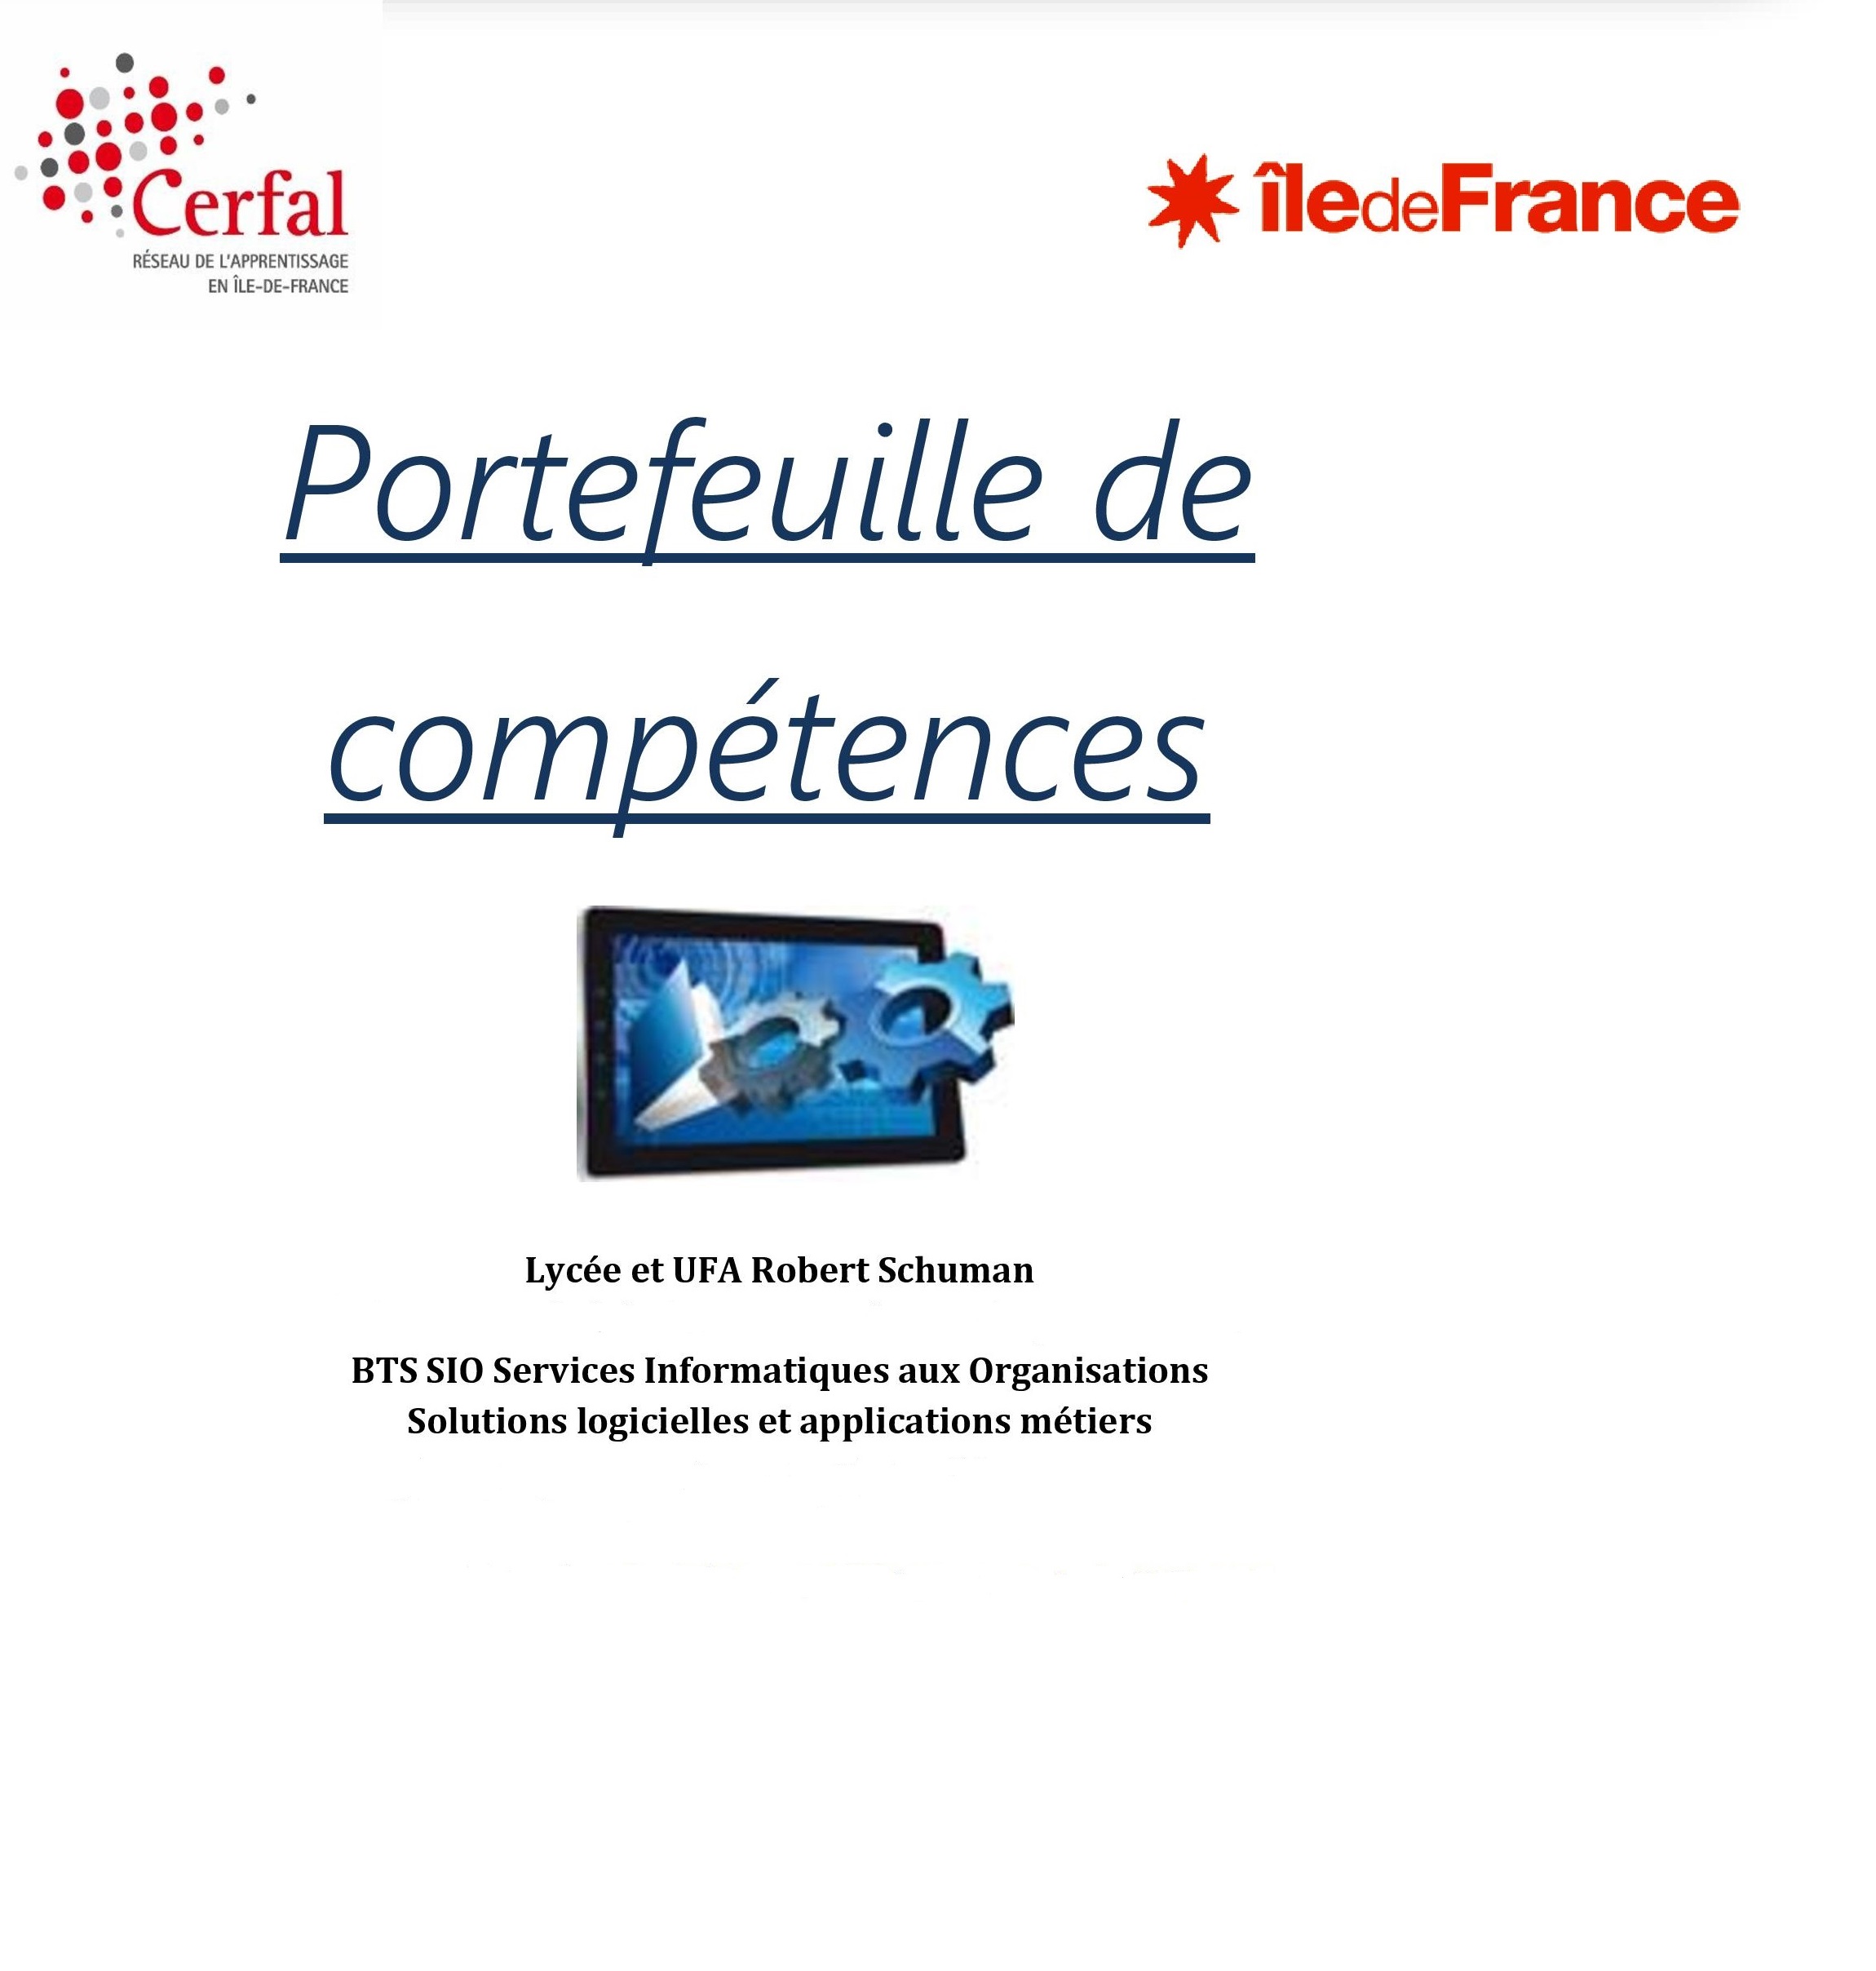 Cerfal
RÉSEAU DE L'APPRENTISSAGE
EN ÎLE-DE-FRANCE
îledeFrance
Portefeuille de
compétences
Lycée et UFA Robert Schuman
BTS SIO Services Informatiques aux Organisations
Solutions logicielles et applications métiers